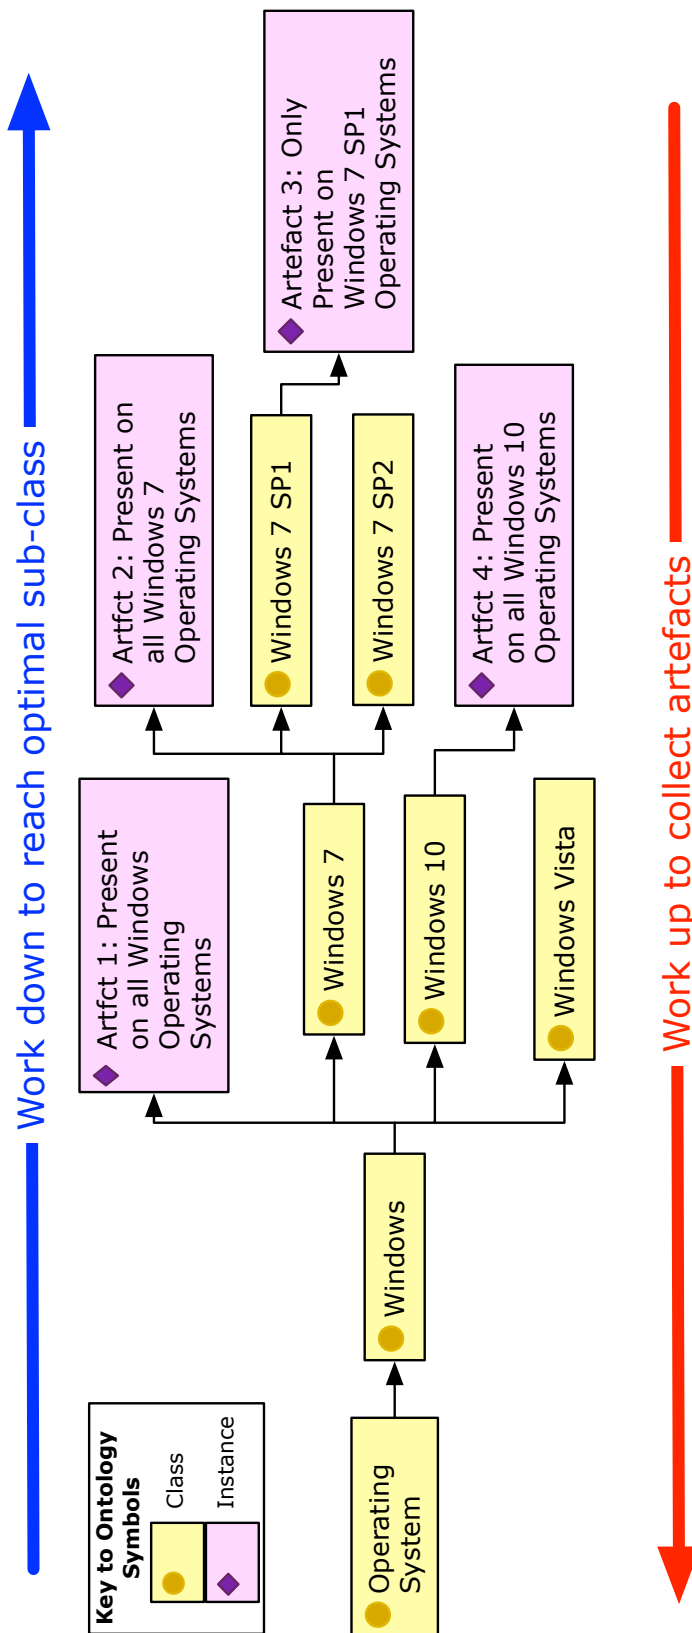 Work down to reach optimal sub-class
Key to Ontology
Symbols
Class
Instance
Operating
System
Windows
Artfct 1: Present
on all Windows
Operating
Systems
Windows 7
Windows 10
Windows Vista
Artfct 2: Present on
all Windows 7
Operating Systems
Windows 7 SP1
Windows 7 SP2
Artfct 4: Present
on all Windows 10
Operating Systems
Artefact 3: Only
Present on
Windows 7 SP1
Operating Systems
Work up to collect artefacts